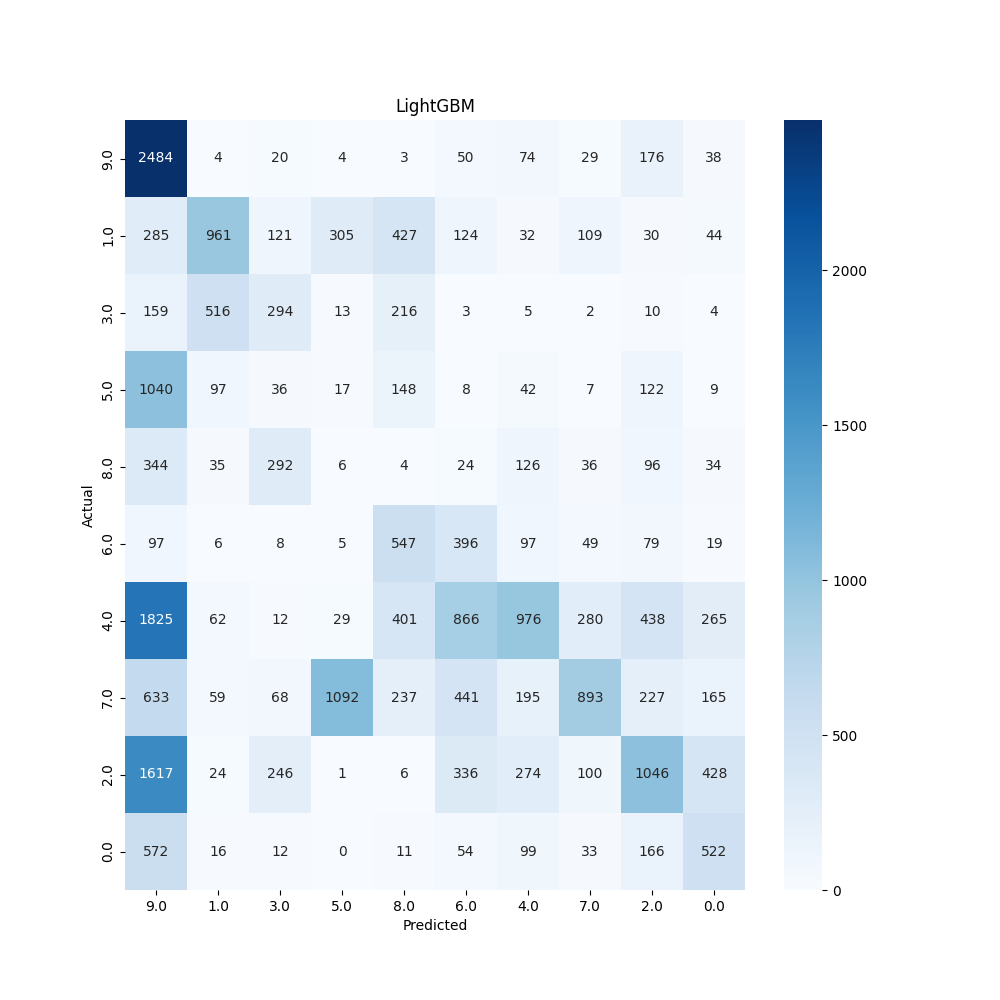 LightGBM
9.0 2484 4 20 4 3 50 74 29 176 38
1.0 285 961 121 305 427 124 32 109 30 44
3.0 159 516 294 13 216 3 5 2 10 4
5.0 1040 97 36 17 148 8 42 7 122 9
8.0 344 35 292 6 4 24 126 36 96 34
6.0 97 6 8 5 547 396 97 49 79 19
4.0 1825 62 12 29 401 866 976 280 438 265
7.0 633 59 68 1092 237 441 195 893 227 165
2.0 1617 24 246 1 6 336 274 100 1046 428
0.0 572 16 12 0 11 54 99 33 166 522
9.0 1.0 3.0 5.0 8.0 6.0 4.0 7.0 2.0 0.0
Predicted
Actual
2000
1500
1000
500
0